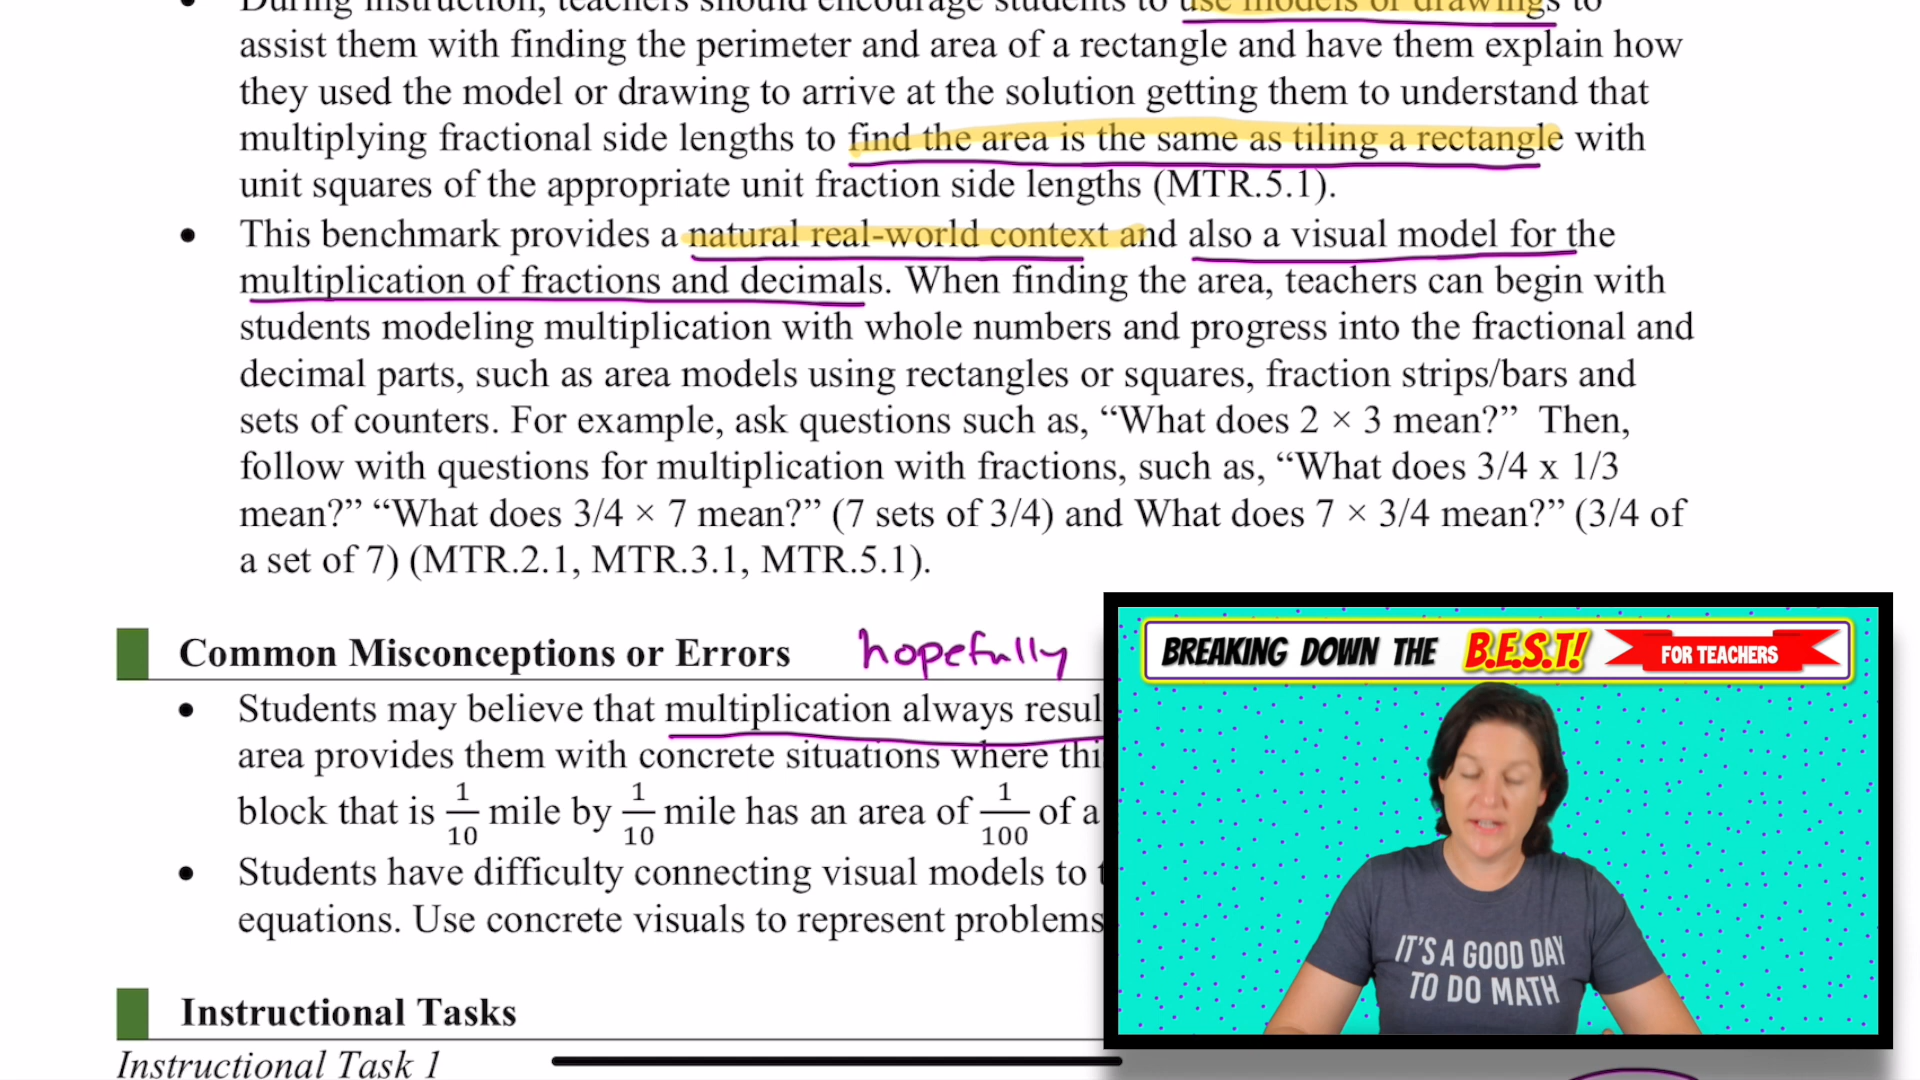 During instruction, teachers should encourage students to use models or drawings to
assist them with finding the perimeter and area of a rectangle and have them explain how
they used the model or drawing to arrive at the solution getting them to understand that
multiplying fractional side lengths to find the area is the same as tiling a rectangle with
unit squares of the appropriate unit fraction side lengths (MTR.5.1).
• This benchmark provides a natural real-world context and also a visual model for the
multiplication of fractions and decimals. When finding the area, teachers can begin with
students modeling multiplication with whole numbers and progress into the fractional and
decimal parts, such as area models using rectangles or squares, fraction strips/bars and
sets of counters. For example, ask questions such as, “What does 2 × 3 mean?” Then,
follow with questions for multiplication with fractions, such as, “What does 3/4 x 1/3
mean?” “What does 3/4 × 7 mean?” (7 sets of 3/4) and What does 7 × 3/4 mean?” (3/4 of
a set of 7) (MTR.2.1, MTR.3.1, MTR.5.1).
Common Misconceptions or Errors hopefully
• Students may believe that multiplication always resul
area provides them with concrete situations where thi
block that is 1/10 mile by 1/10 mile has an area of 1/100 of a
• Students have difficulty connecting visual models to t
equations. Use concrete visuals to represent problems
Instructional Tasks
Instructional Task 1
BREAKING DOWN THE B.E.S.T! FOR TEACHERS
IT'S A GOOD DAY
TO DO MATH